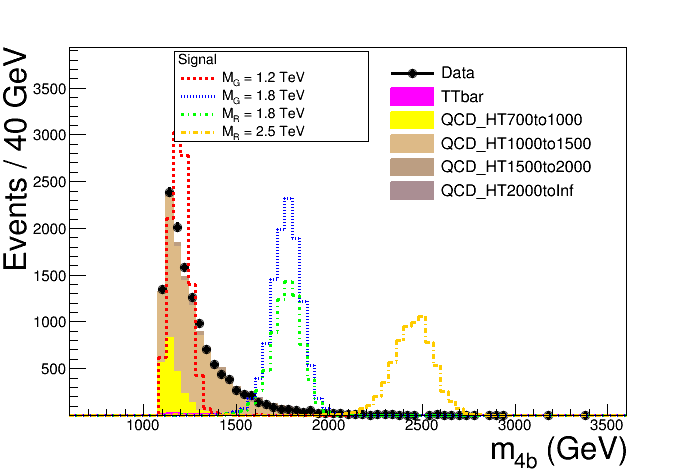 Events / 40 GeV
3500
3000
2500
2000
1500
1000
500
Signal
M_G = 1.2 TeV
M_G = 1.8 TeV
M_R = 1.8 TeV
M_R = 2.5 TeV
Data
TTbar
QCD_HT700to1000
QCD_HT1000to1500
QCD_HT1500to2000
QCD_HT2000toInf
1000 1500 2000 2500 3000 3500
m_4b (GeV)